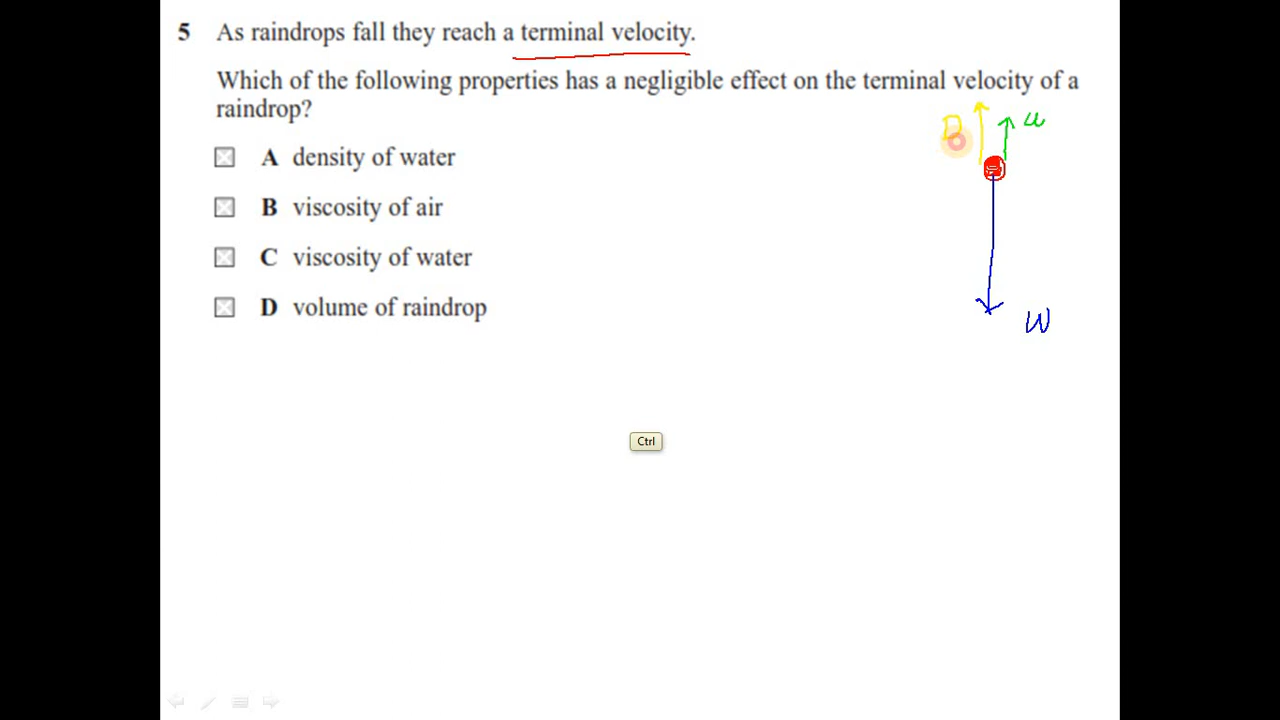 5 As raindrops fall they reach a terminal velocity.
Which of the following properties has a negligible effect on the terminal velocity of a
raindrop?
A density of water
B viscosity of air
C viscosity of water
D volume of raindrop
D
u
W
Ctrl